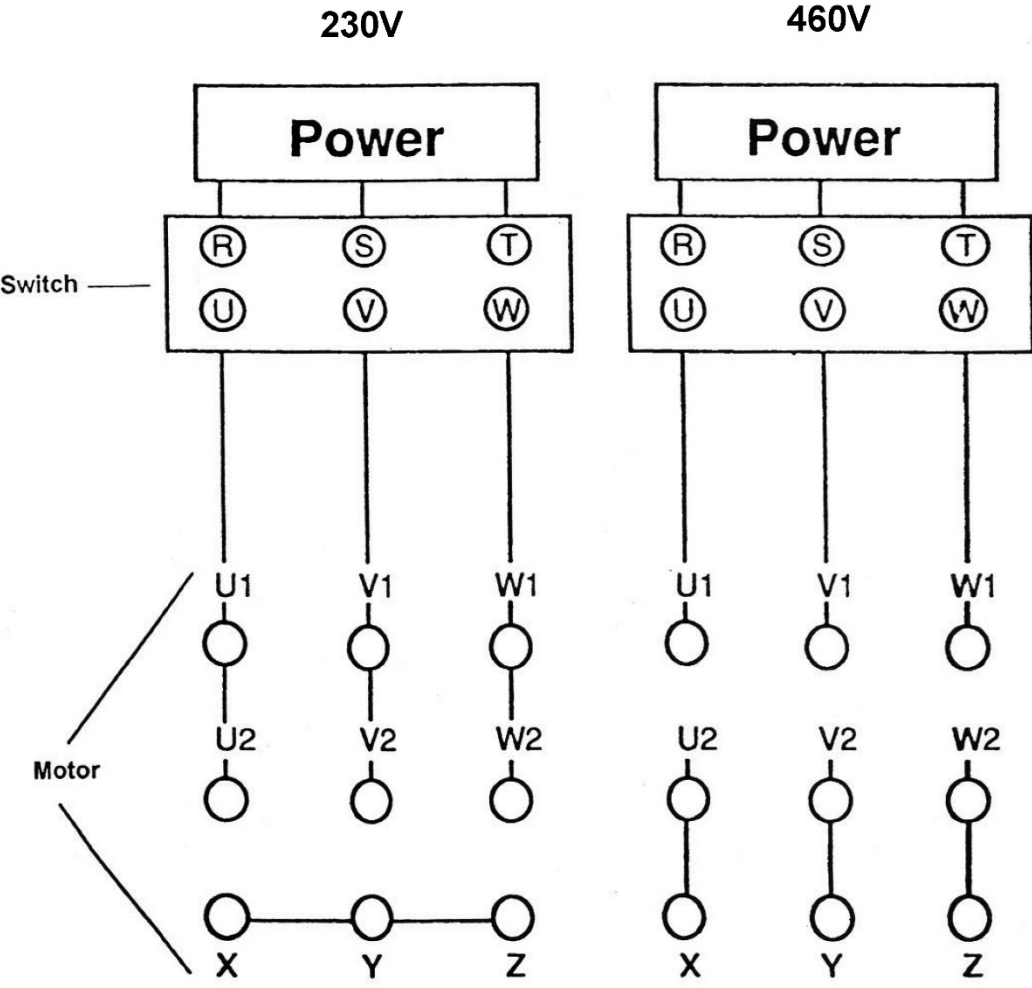 230V 460V
Power Power
R S T R S T
Switch
U V W U V W
U1 V1 W1 U1 V1 W1
U2 V2 W2 U2 V2 W2
Motor
X Y Z X Y Z